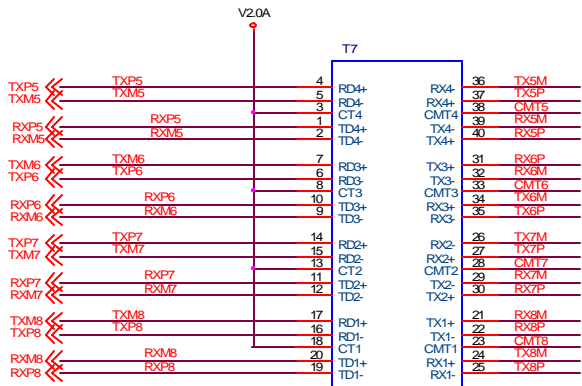 V2.0A
T7
TXP5 TXP5 4 RD4+ RX4- 36 TX5M
TXM5 TXM5 5 RD4- RX4+ 37 TX5P
3 CT4 CMT4 38 CMT5
RXP5 RXP5 1 TD4+ TX4- 39 RX5M
RXM5 RXM5 2 TD4- TX4+ 40 RX5P
TXM6 TXM6 7 RD3+ TX3+ 31 RX6P
TXP6 TXP6 6 RD3- TX3- 32 RX6M
8 CT3 CMT3 33 CMT6
RXP6 RXP6 10 TD3+ RX3+ 34 TX6M
RXM6 RXM6 9 TD3- RX3- 35 TX6P
TXP7 TXP7 14 RD2+ RX2- 26 TX7M
TXM7 TXM7 15 RD2- RX2+ 27 TX7P
13 CT2 CMT2 28 CMT7
RXP7 RXP7 11 TD2+ TX2- 29 RX7M
RXM7 RXM7 12 TD2- TX2+ 30 RX7P
TXM8 TXM8 17 RD1+ TX1+ 21 RX8M
TXP8 TXP8 16 RD1- TX1- 22 RX8P
18 CT1 CMT1 23 CMT8
RXM8 RXM8 20 TD1+ RX1+ 24 TX8M
RXP8 RXP8 19 TD1- RX1- 25 TX8P